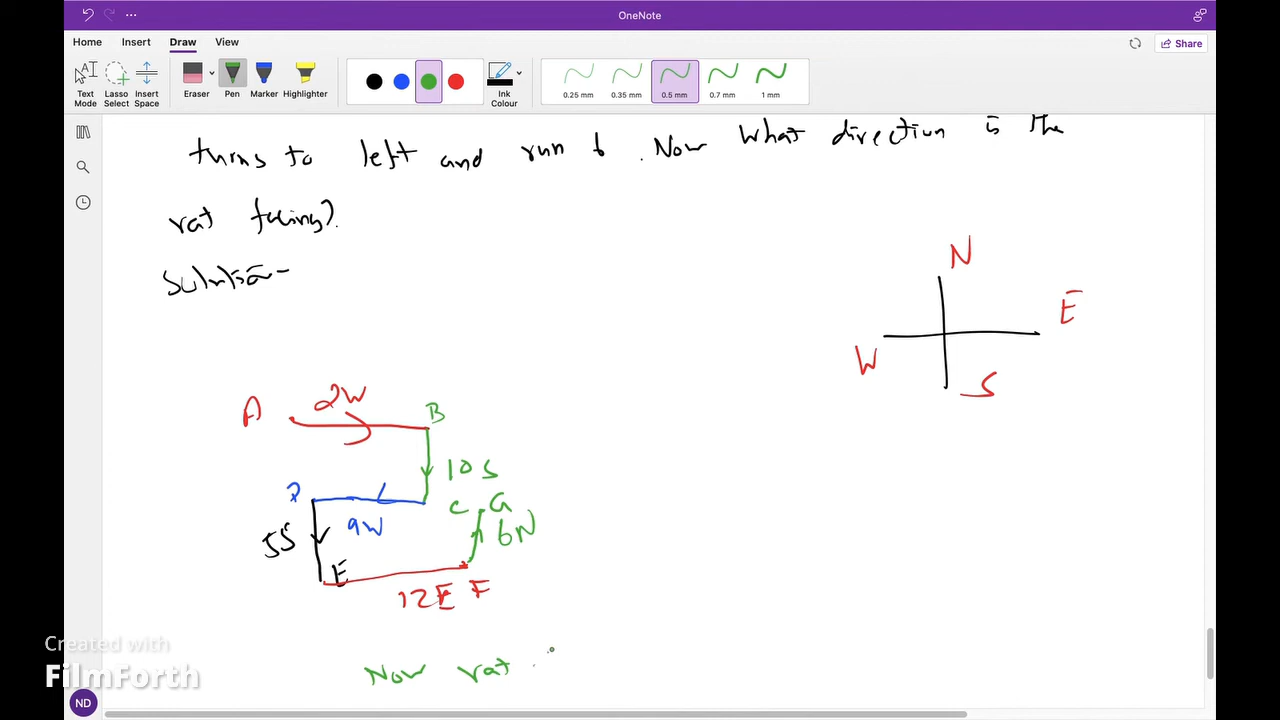 OneNote
Home Insert Draw View
Share
Text Mode
Lasso Select
Insert Space
Eraser
Pen
Marker
Highlighter
Ink Colour
0.25 mm
0.35 mm
0.5 mm
0.7 mm
1 mm
turns to left and run 6. Now what direction is the
rat facing?
Solution-
N
E
W
S
A 2W B
10 S
D C G
9W 6N
5S
E
12E F
Now rat
Created with
FilmForth
ND